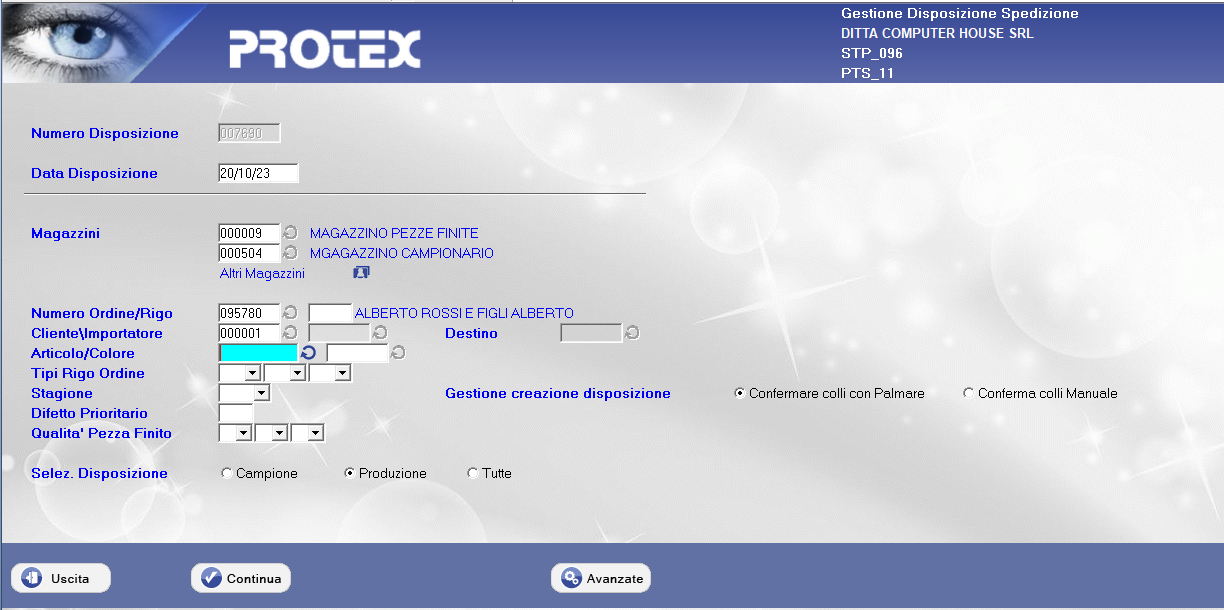 PROTEX
Gestione Disposizione Spedizione
DITTA COMPUTER HOUSE SRL
STP_096
PTS_11
Numero Disposizione 007690
Data Disposizione 20/10/23
Magazzini 000009 MAGAZZINO PEZZE FINITE
000504 MGAGAZZINO CAMPIONARIO
Altri Magazzini
Numero Ordine/Rigo 095780 ALBERTO ROSSI E FIGLI ALBERTO
Cliente\Importatore 000001 Destino
Articolo/Colore
Tipi Rigo Ordine
Stagione Gestione creazione disposizione Confermare colli con Palmare Conferma colli Manuale
Difetto Prioritario
Qualita' Pezza Finito
Selez. Disposizione Campione Produzione Tutte
Uscita Continua Avanzate